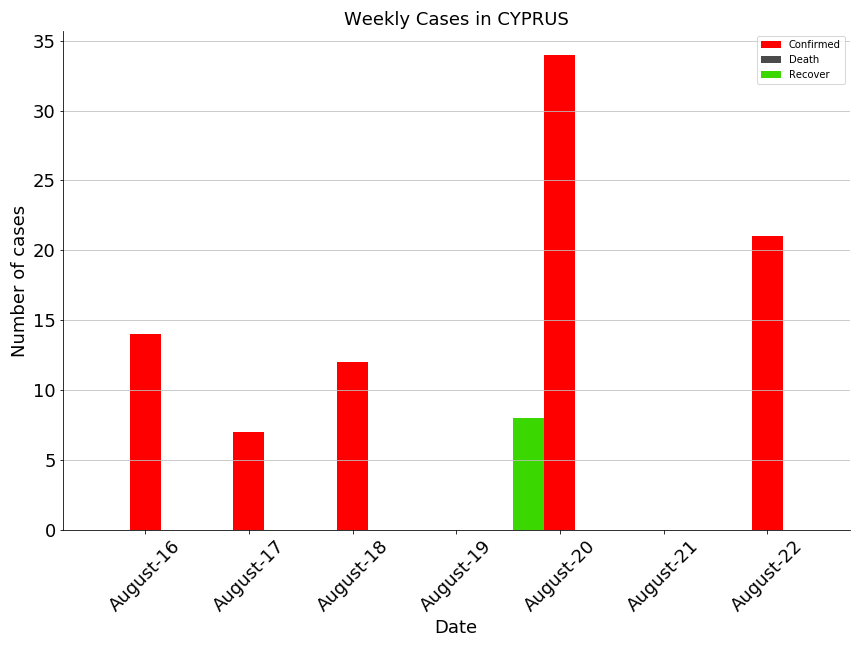 Weekly Cases in CYPRUS
Confirmed
Death
Recover
Number of cases
35
30
25
20
15
10
5
0
August-16
August-17
August-18
August-19
August-20
August-21
August-22
Date